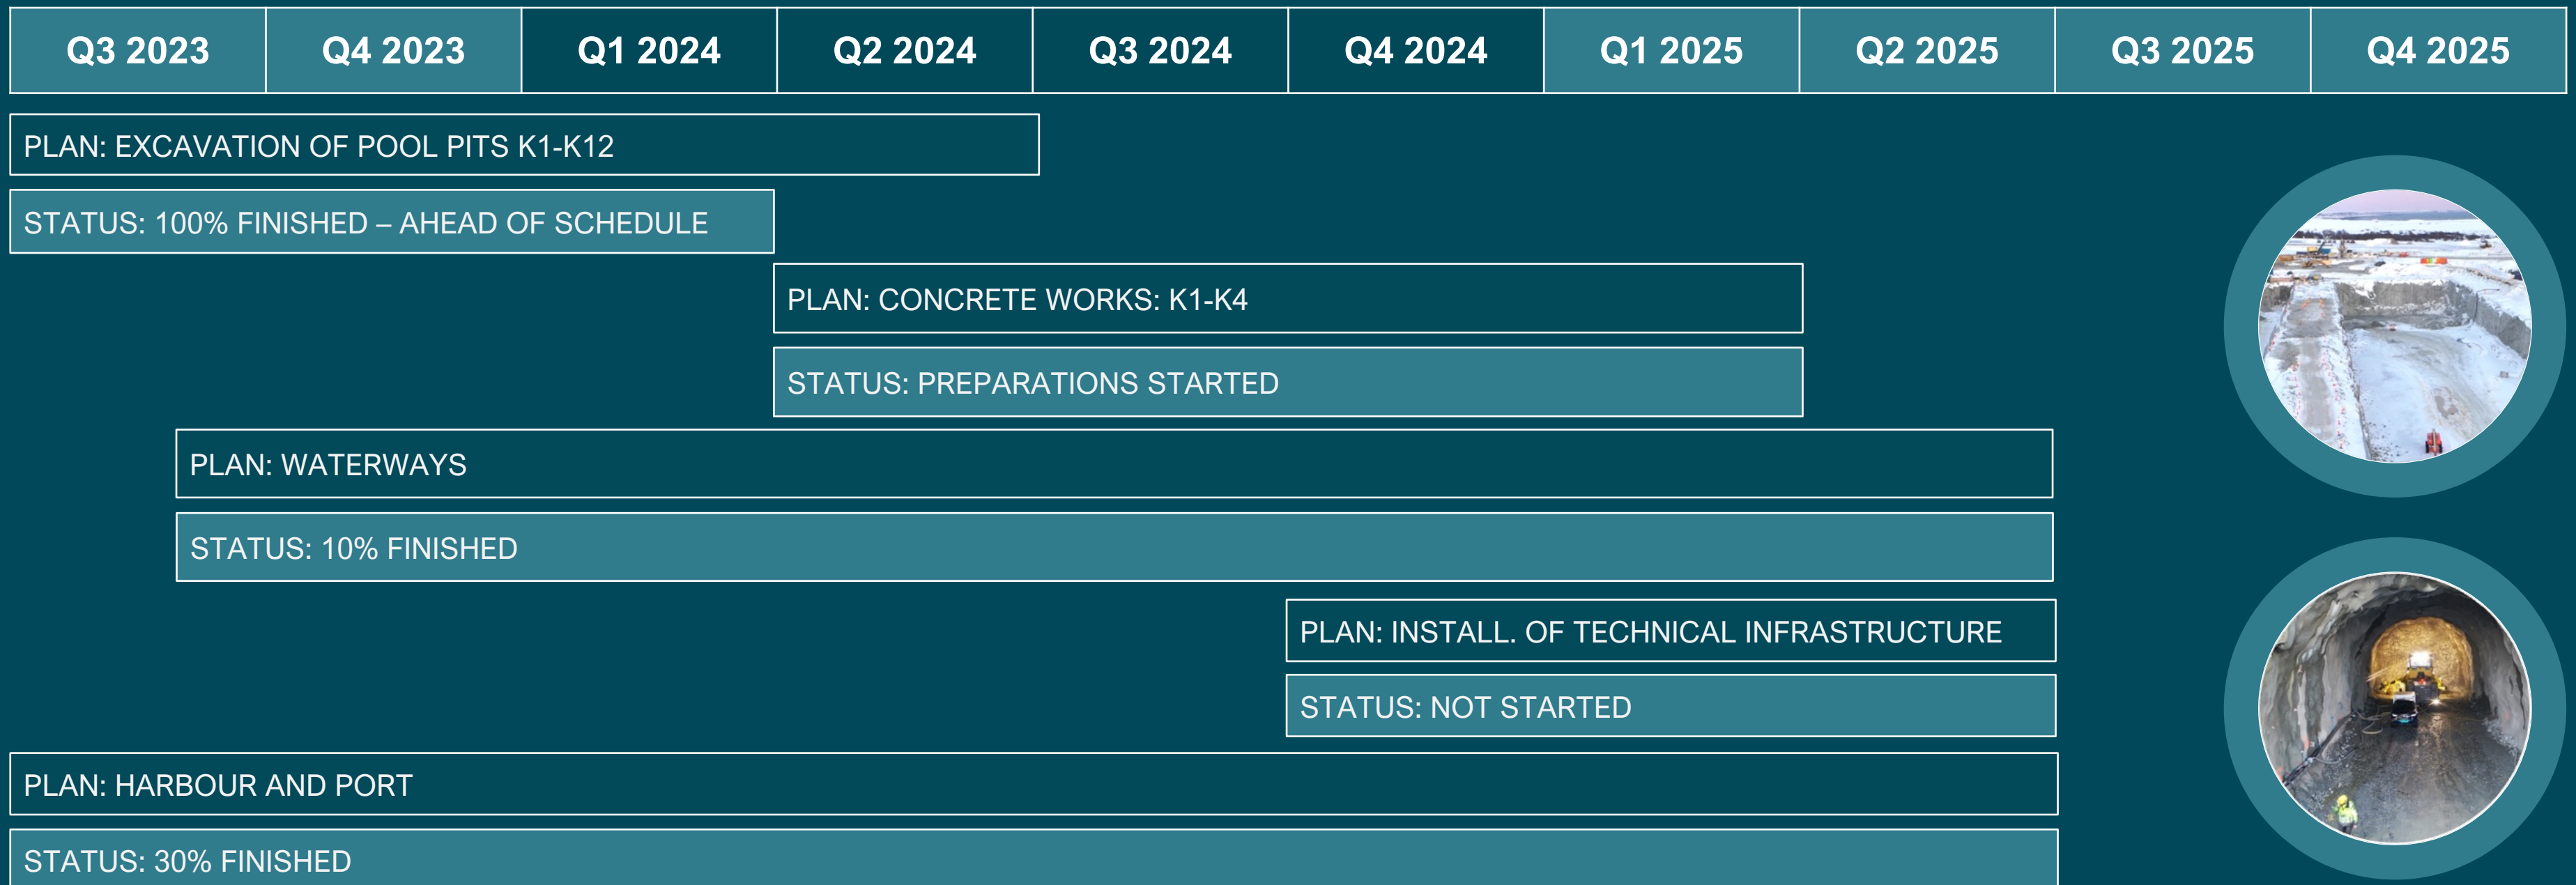 Q3 2023 Q4 2023 Q1 2024 Q2 2024 Q3 2024 Q4 2024 Q1 2025 Q2 2025 Q3 2025 Q4 2025
PLAN: EXCAVATION OF POOL PITS K1-K12
STATUS: 100% FINISHED – AHEAD OF SCHEDULE
PLAN: CONCRETE WORKS: K1-K4
STATUS: PREPARATIONS STARTED
PLAN: WATERWAYS
STATUS: 10% FINISHED
PLAN: INSTALL. OF TECHNICAL INFRASTRUCTURE
STATUS: NOT STARTED
PLAN: HARBOUR AND PORT
STATUS: 30% FINISHED